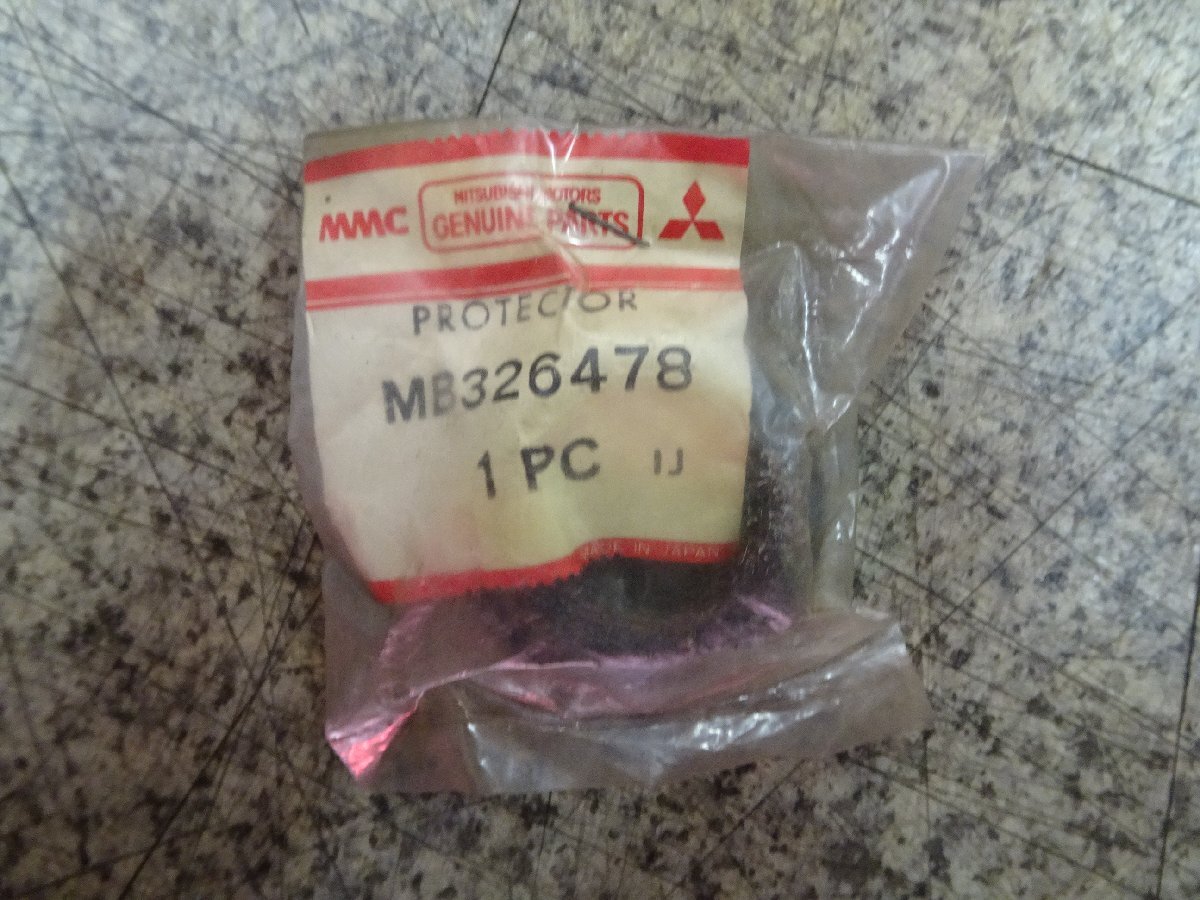 MMC
MITSUBISHI MOTORS
GENUINE PARTS
PROTECTOR
MB326478
1 PC IJ
MADE IN JAPAN